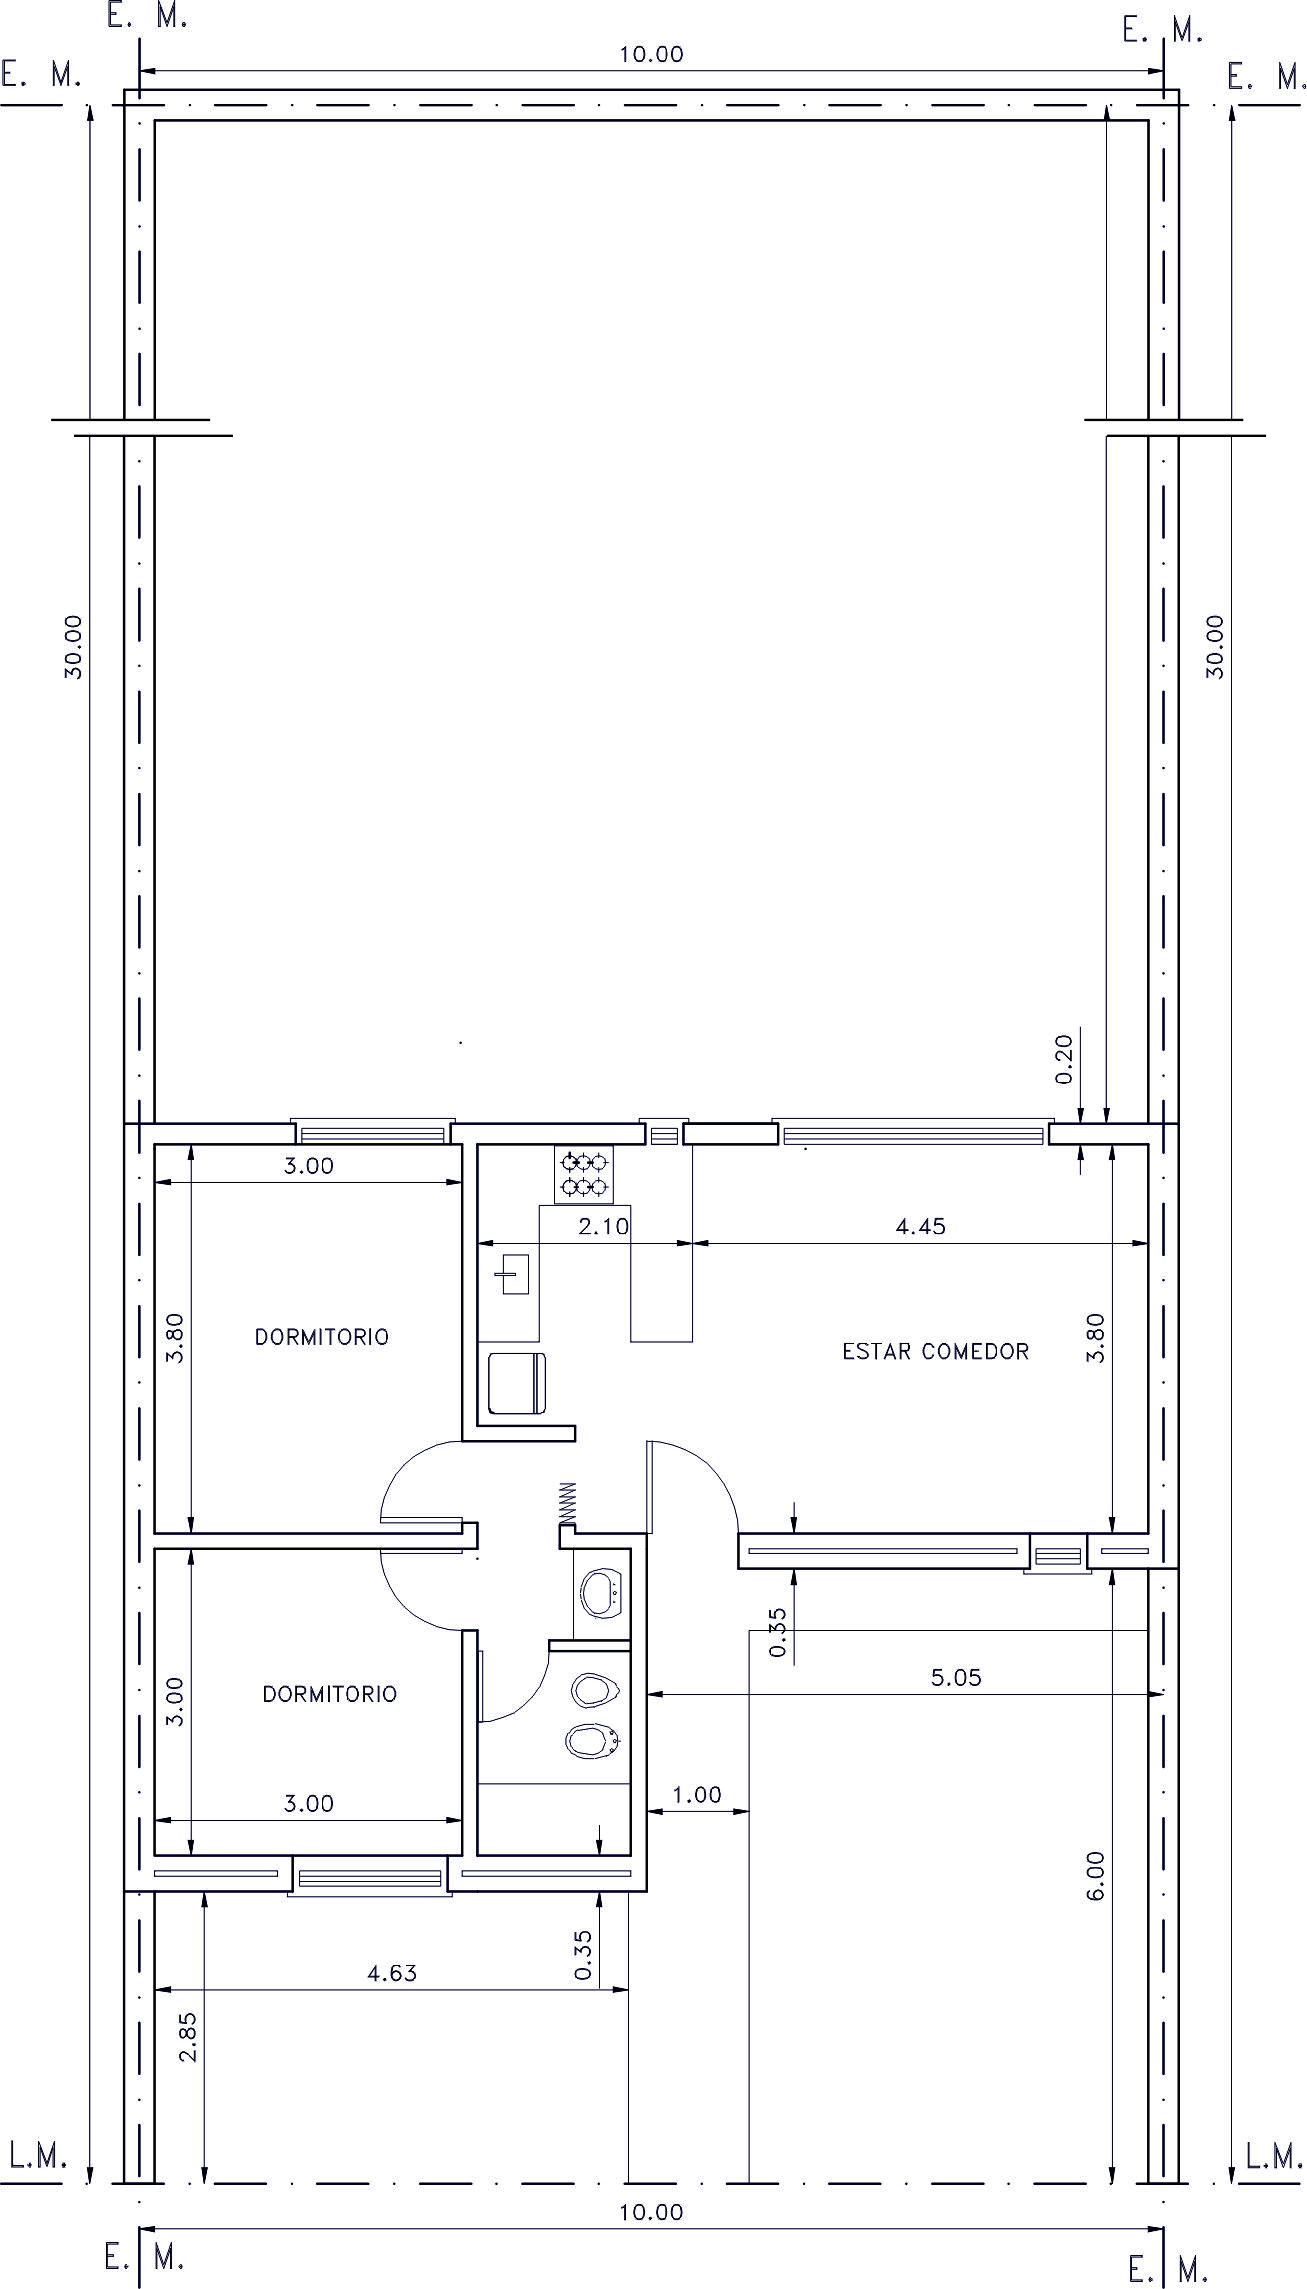 E. M.
E. M.
10.00
E. M.
E. M.
30.00
30.00
0.20
3.00
2.10
4.45
3.80
DORMITORIO
ESTAR COMEDOR
3.80
0.35
5.05
3.00
DORMITORIO
3.00
1.00
6.00
0.35
4.63
2.85
L.M.
L.M.
10.00
E. M.
E. M.